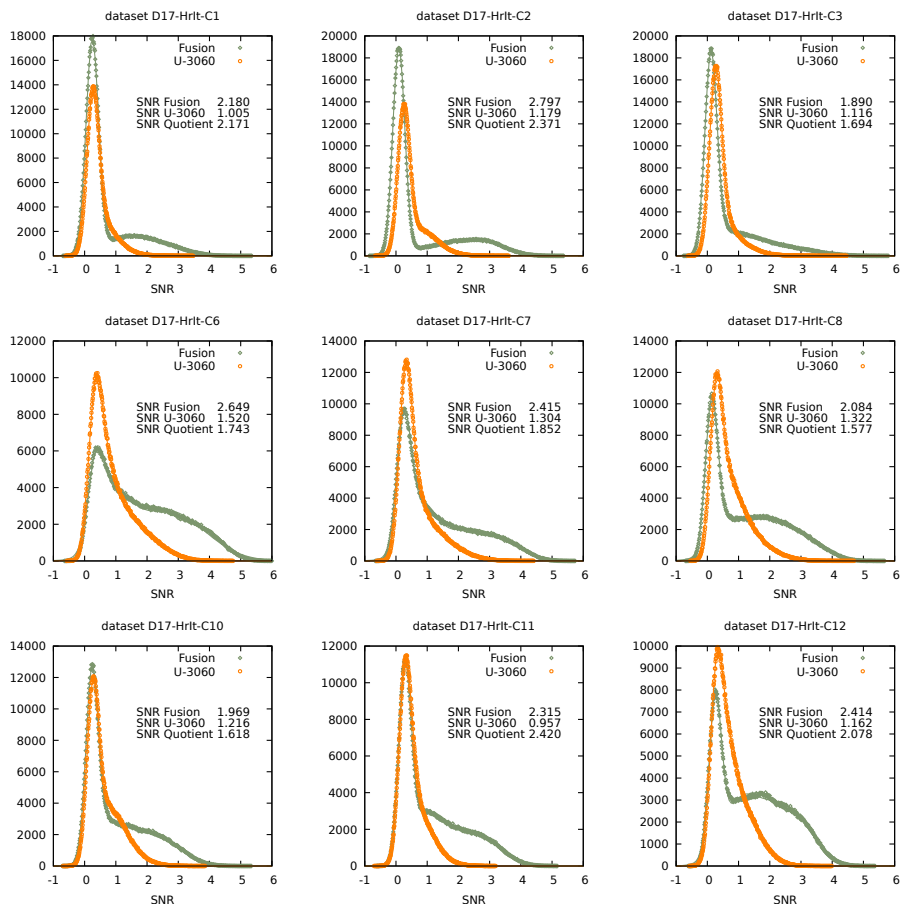 dataset D17-HrIt-C1
18000
16000
14000
12000
10000
8000
6000
4000
2000
0
-1 0 1 2 3 4 5 6
SNR
Fusion
U-3060
SNR Fusion 2.180
SNR U-3060 1.005
SNR Quotient 2.171
dataset D17-HrIt-C2
20000
18000
16000
14000
12000
10000
8000
6000
4000
2000
0
-1 0 1 2 3 4 5 6
SNR
Fusion
U-3060
SNR Fusion 2.797
SNR U-3060 1.179
SNR Quotient 2.371
dataset D17-HrIt-C3
20000
18000
16000
14000
12000
10000
8000
6000
4000
2000
0
-1 0 1 2 3 4 5 6
SNR
Fusion
U-3060
SNR Fusion 1.890
SNR U-3060 1.116
SNR Quotient 1.694
dataset D17-HrIt-C6
12000
10000
8000
6000
4000
2000
0
-1 0 1 2 3 4 5 6
SNR
Fusion
U-3060
SNR Fusion 2.649
SNR U-3060 1.520
SNR Quotient 1.743
dataset D17-HrIt-C7
14000
12000
10000
8000
6000
4000
2000
0
-1 0 1 2 3 4 5 6
SNR
Fusion
U-3060
SNR Fusion 2.415
SNR U-3060 1.304
SNR Quotient 1.852
dataset D17-HrIt-C8
14000
12000
10000
8000
6000
4000
2000
0
-1 0 1 2 3 4 5 6
SNR
Fusion
U-3060
SNR Fusion 2.084
SNR U-3060 1.322
SNR Quotient 1.577
dataset D17-HrIt-C10
14000
12000
10000
8000
6000
4000
2000
0
-1 0 1 2 3 4 5 6
SNR
Fusion
U-3060
SNR Fusion 1.969
SNR U-3060 1.216
SNR Quotient 1.618
dataset D17-HrIt-C11
12000
10000
8000
6000
4000
2000
0
-1 0 1 2 3 4 5 6
SNR
Fusion
U-3060
SNR Fusion 2.315
SNR U-3060 0.957
SNR Quotient 2.420
dataset D17-HrIt-C12
10000
9000
8000
7000
6000
5000
4000
3000
2000
1000
0
-1 0 1 2 3 4 5 6
SNR
Fusion
U-3060
SNR Fusion 2.414
SNR U-3060 1.162
SNR Quotient 2.078